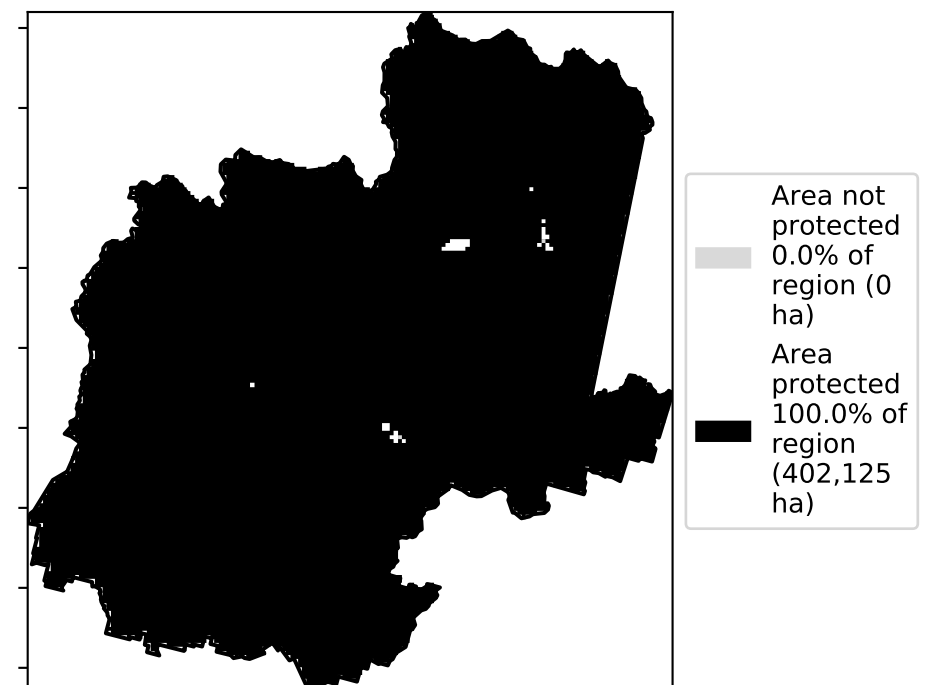 Area not
protected
0.0% of
region (0
ha)
Area
protected
100.0% of
region
(402,125
ha)